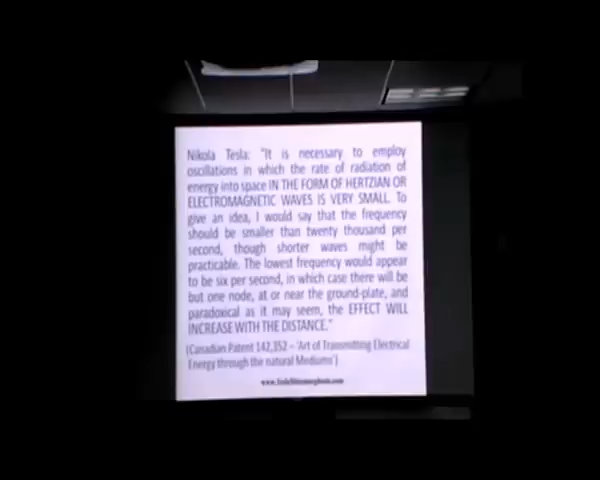 Nikola Tesla: "It is necessary to employ
oscillations in which the rate of radiation of
energy into space IN THE FORM OF HERTZIAN OR
ELECTROMAGNETIC WAVES IS VERY SMALL. To
give an idea, I would say that the frequency
should be smaller than twenty thousand per
second, though shorter waves might be
practicable. The lowest frequency would appear
to be six per second, in which case there will be
but one node, at or near the ground-plate, and
paradoxical as it may seem, the EFFECT WILL
INCREASE WITH THE DISTANCE."
(Canadian Patent 142,352 – 'Art of Transmitting Electrical
Energy through the natural Mediums')